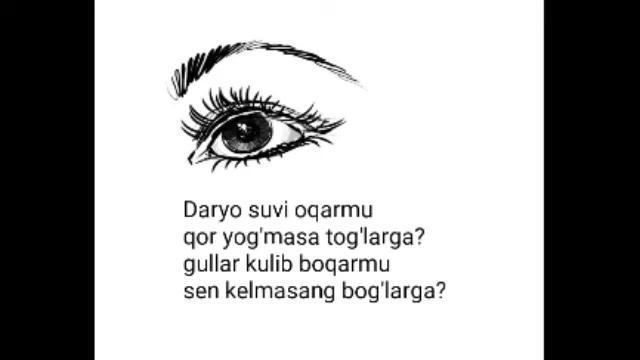 Daryo suvi oqarmu
qor yog'masa tog'larga?
gullar kulib boqarmu
sen kelmasang bog'larga?